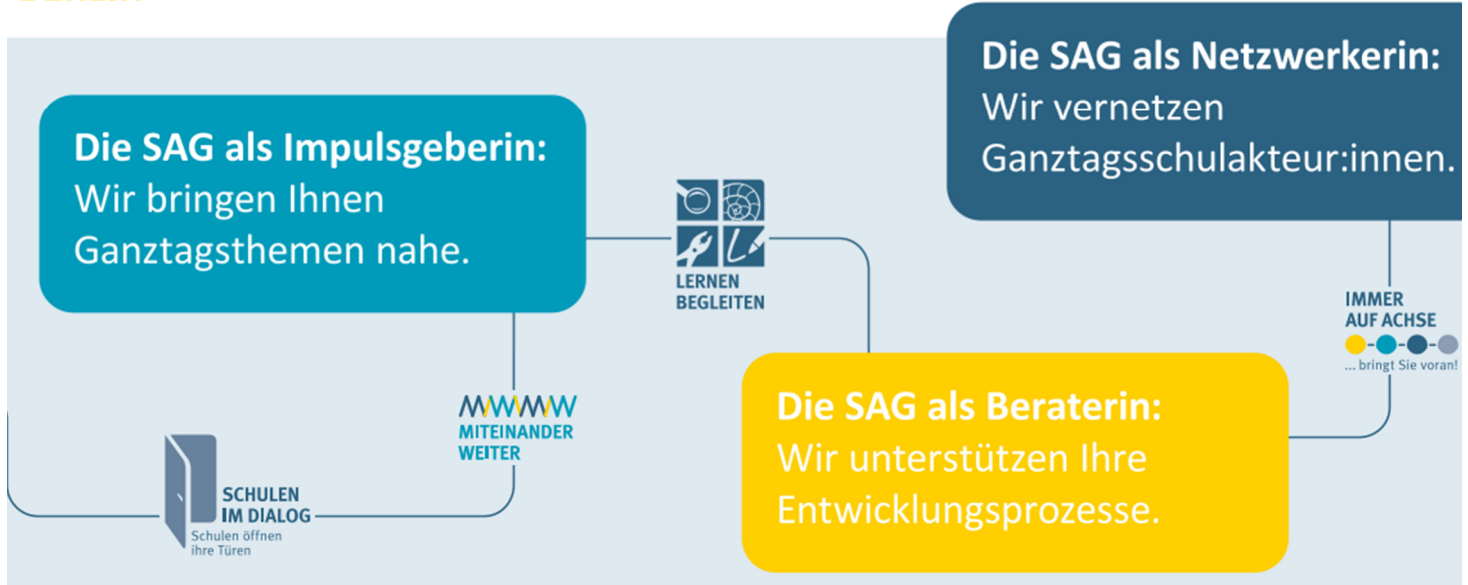 Die SAG als Netzwerkerin:
Wir vernetzen
Ganztagsschulakteur:innen.
Die SAG als Impulsgeberin:
Wir bringen Ihnen
Ganztagsthemen nahe.
LERNEN
BEGLEITEN
IMMER
AUF ACHSE
... bringt Sie voran!
Die SAG als Beraterin:
Wir unterstützen Ihre
Entwicklungsprozesse.
MITEINANDER
WEITER
SCHULEN
IM DIALOG
Schulen öffnen
ihre Türen